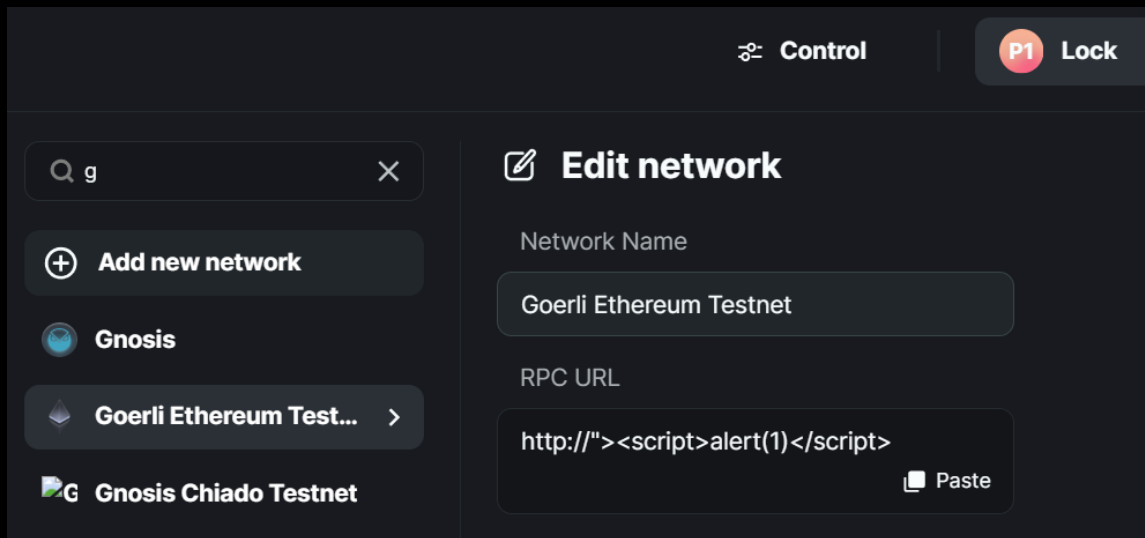 Control
P1 Lock
g
Add new network
Gnosis
Goerli Ethereum Test...
G Gnosis Chiado Testnet
Edit network
Network Name
Goerli Ethereum Testnet
RPC URL
http://"><script>alert(1)</script>
Paste